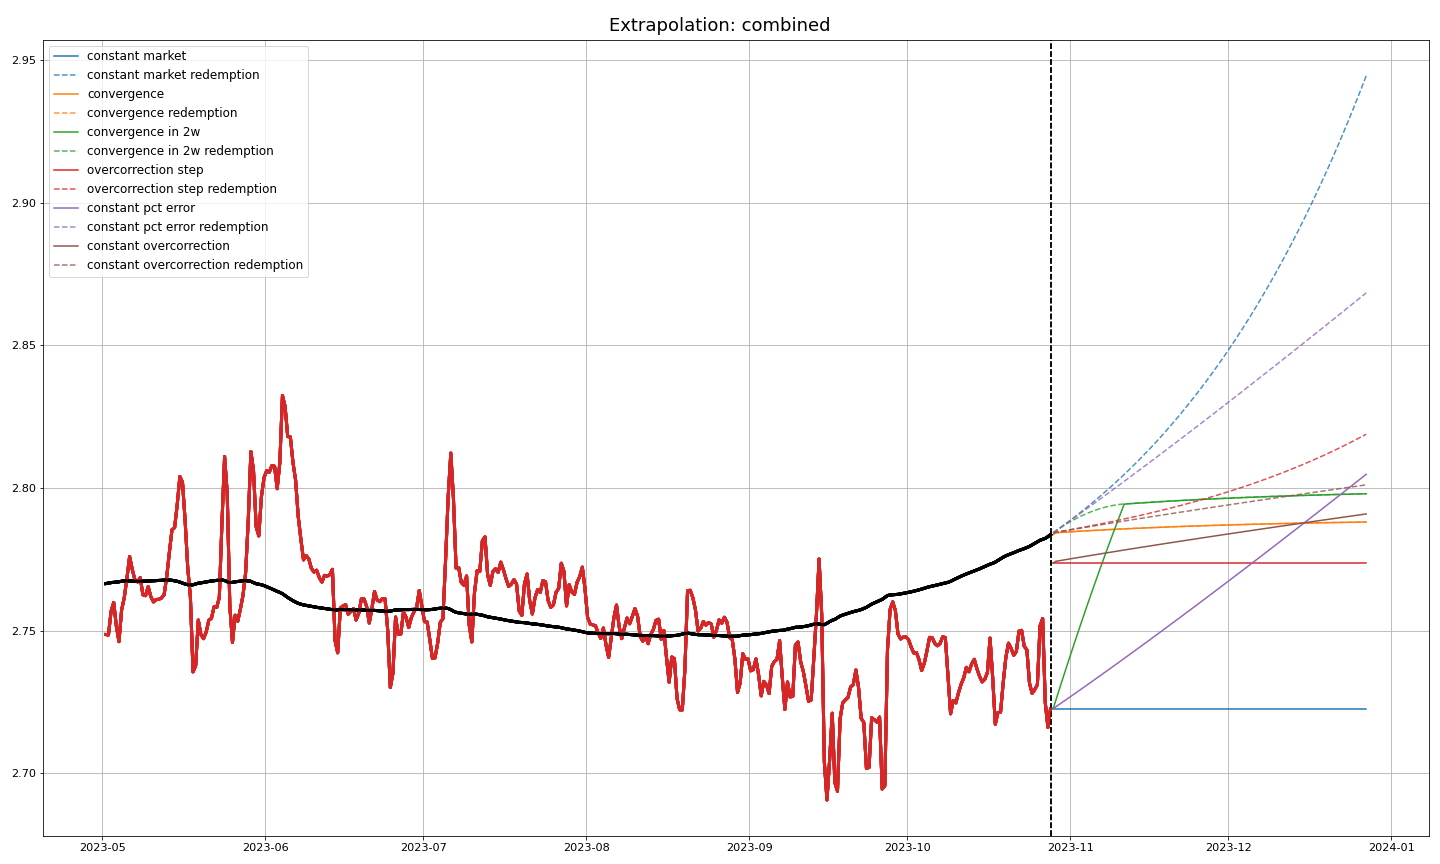 Extrapolation: combined
constant market
constant market redemption
convergence
convergence redemption
convergence in 2w
convergence in 2w redemption
overcorrection step
overcorrection step redemption
constant pct error
constant pct error redemption
constant overcorrection
constant overcorrection redemption
2.95
2.90
2.85
2.80
2.75
2.70
2023-05
2023-06
2023-07
2023-08
2023-09
2023-10
2023-11
2023-12
2024-01